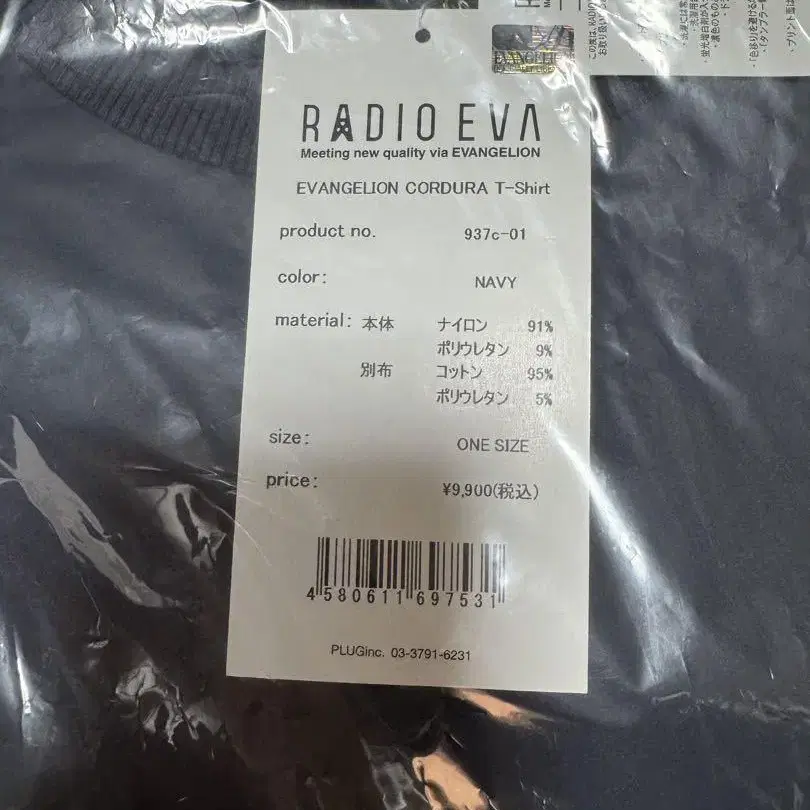 RADIO EVA
Meeting new quality via EVANGELION
EVANGELION CORDURA T-Shirt
product no. 937c-01
color: NAVY
material: 本体 ナイロン 91%
ポリウレタン 9%
別布 コットン 95%
ポリウレタン 5%
size: ONE SIZE
price: ¥9,900(税込)
4580611697531
PLUGinc. 03-3791-6231